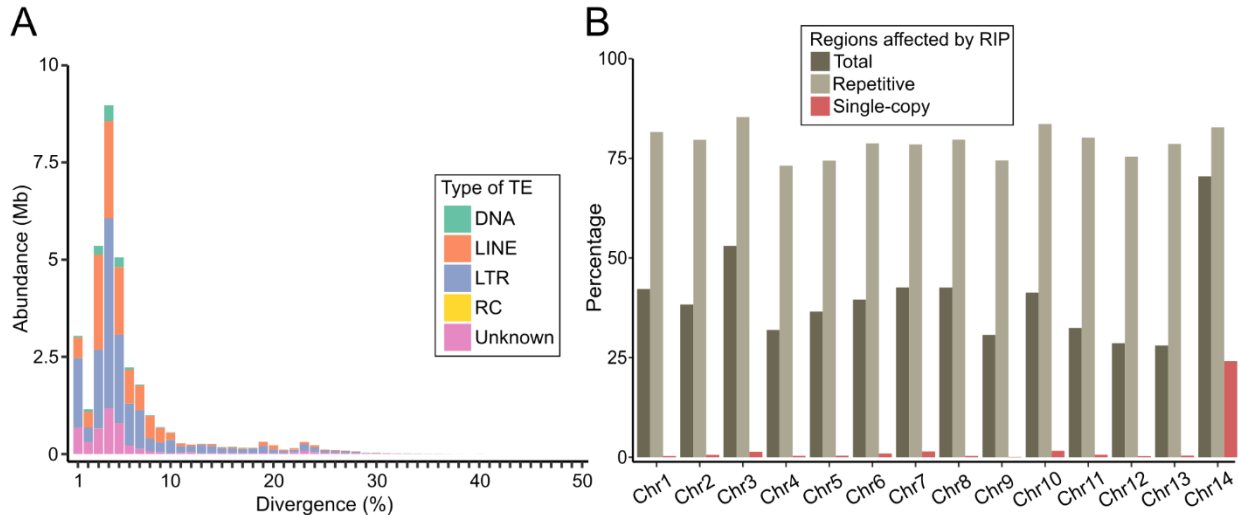 A
Abundance (Mb)
10
7.5
5
2.5
0
1
10
20
30
40
50
Divergence (%)
Type of TE
DNA
LINE
LTR
RC
Unknown
B
Regions affected by RIP
Total
Repetitive
Single-copy
Percentage
100
75
50
25
0
Chr1
Chr2
Chr3
Chr4
Chr5
Chr6
Chr7
Chr8
Chr9
Chr10
Chr11
Chr12
Chr13
Chr14